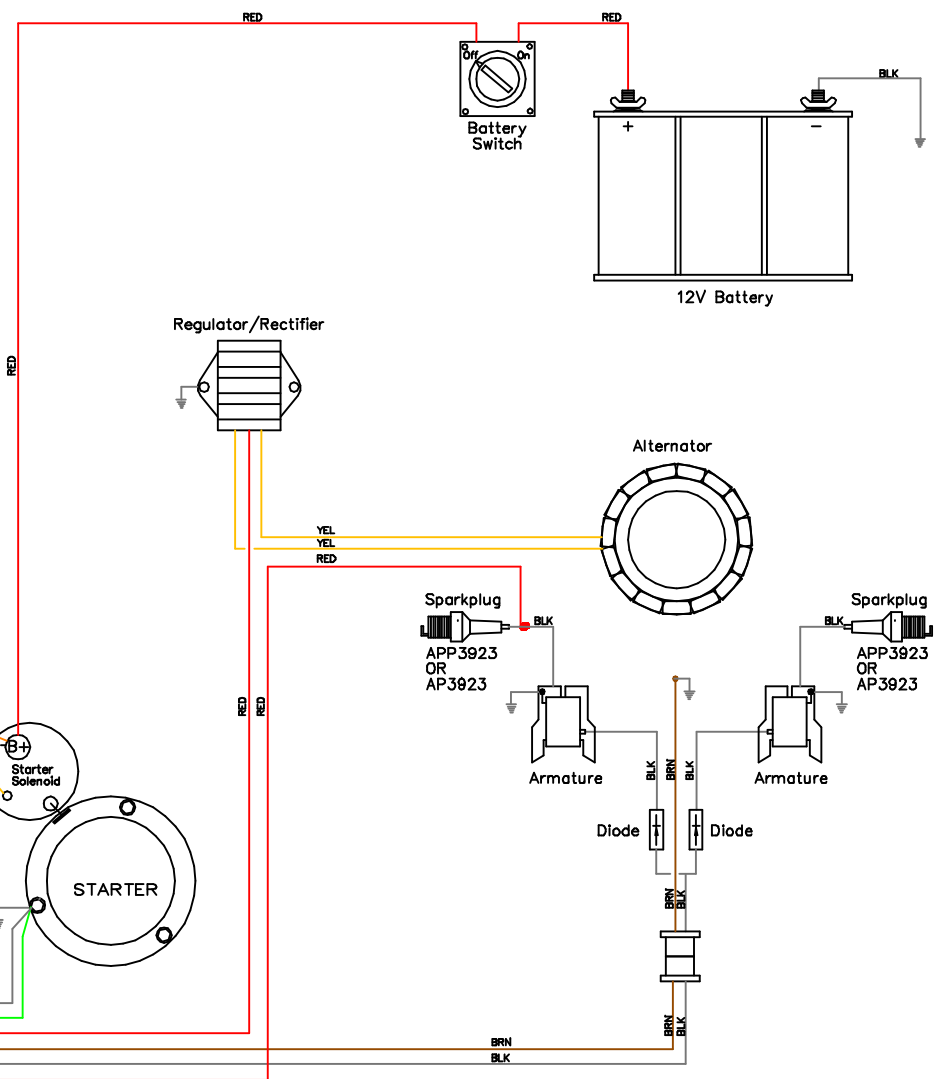 RED
RED
Off
On
Battery
Switch
BLK
+
−
12V Battery
Regulator/Rectifier
RED
Alternator
YEL
YEL
RED
Sparkplug
BLK
APP3923
OR
AP3923
Sparkplug
BLK
APP3923
OR
AP3923
RED
RED
B+
Starter
Solenoid
Armature
Armature
BLK
BRN
BLK
Diode
Diode
STARTER
BRN
BLK
BRN
BLK
BRN
BLK